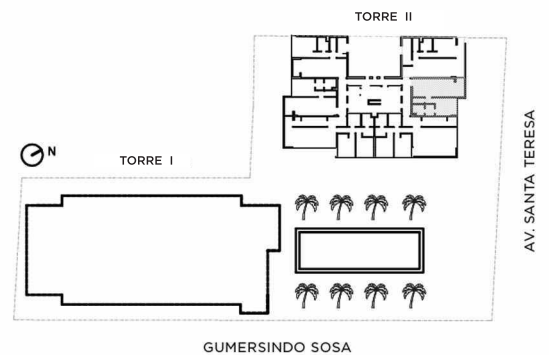 TORRE II
N
TORRE I
AV. SANTA TERESA
GUMERSINDO SOSA